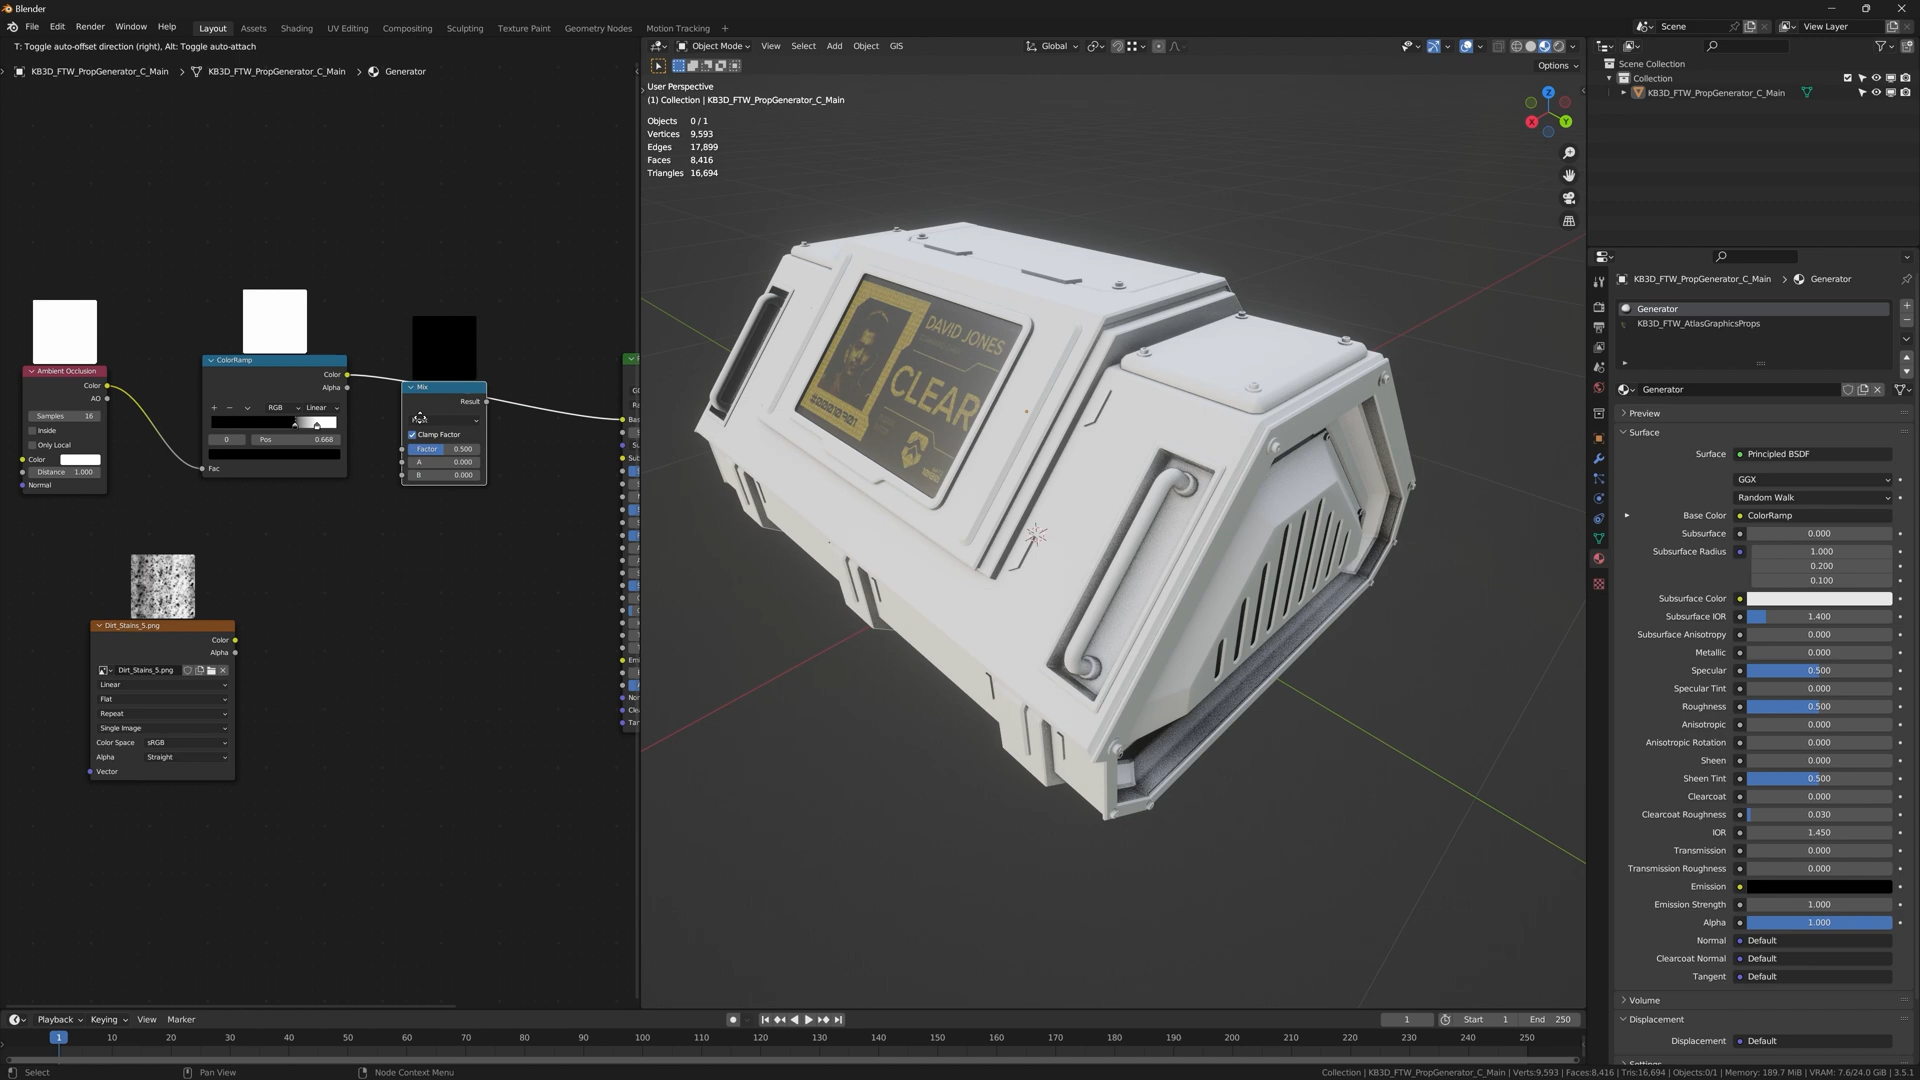 Blender
File Edit Render Window Help
Layout Assets Shading UV Editing Compositing Sculpting Texture Paint Geometry Nodes Motion Tracking +
Scene
View Layer
T: Toggle auto-offset direction (right), Alt: Toggle auto-attach
KB3D_FTW_PropGenerator_C_Main > KB3D_FTW_PropGenerator_C_Main > Generator
Object Mode View Select Add Object GIS
Global
Options
User Perspective
(1) Collection | KB3D_FTW_PropGenerator_C_Main
Objects 0 / 1
Vertices 9,593
Edges 17,899
Faces 8,416
Triangles 16,694
Z
X
Y
DAVID JONES
CLEAR
Ambient Occlusion
Color
AO
Samples 16
Inside
Only Local
Color
Distance 1.000
Normal
ColorRamp
Color
Alpha
+ −
RGB Linear
0 Pos 0.668
Fac
Mix
Result
Clamp Factor
Factor 0.500
A 0.000
B 0.000
Dirt_Stains_5.png
Color
Alpha
Dirt_Stains_5.png
Linear
Flat
Repeat
Single Image
Color Space sRGB
Alpha Straight
Vector
Scene Collection
Collection
KB3D_FTW_PropGenerator_C_Main
KB3D_FTW_PropGenerator_C_Main > Generator
Generator
KB3D_FTW_AtlasGraphicsProps
Generator
Preview
Surface
Surface Principled BSDF
GGX
Random Walk
Base Color ColorRamp
Subsurface 0.000
Subsurface Radius 1.000
0.200
0.100
Subsurface Color
Subsurface IOR 1.400
Subsurface Anisotropy 0.000
Metallic 0.000
Specular 0.500
Specular Tint 0.000
Roughness 0.500
Anisotropic 0.000
Anisotropic Rotation 0.000
Sheen 0.000
Sheen Tint 0.500
Clearcoat 0.000
Clearcoat Roughness 0.030
IOR 1.450
Transmission 0.000
Transmission Roughness 0.000
Emission
Emission Strength 1.000
Alpha 1.000
Normal Default
Clearcoat Normal Default
Tangent Default
Volume
Displacement
Displacement Default
Playback Keying View Marker
1 Start 1 End 250
1 10 20 30 40 50 60 70 80 90 100 110 120 130 140 150 160 170 180 190 200 210 220 230 240 250
Select Pan View Node Context Menu
Collection | KB3D_FTW_PropGenerator_C_Main | Verts:9,593 | Faces:8,416 | Tris:16,694 | Objects:0/1 | Memory: 189.7 MiB | VRAM: 7.6/24.0 GiB | 3.5.1